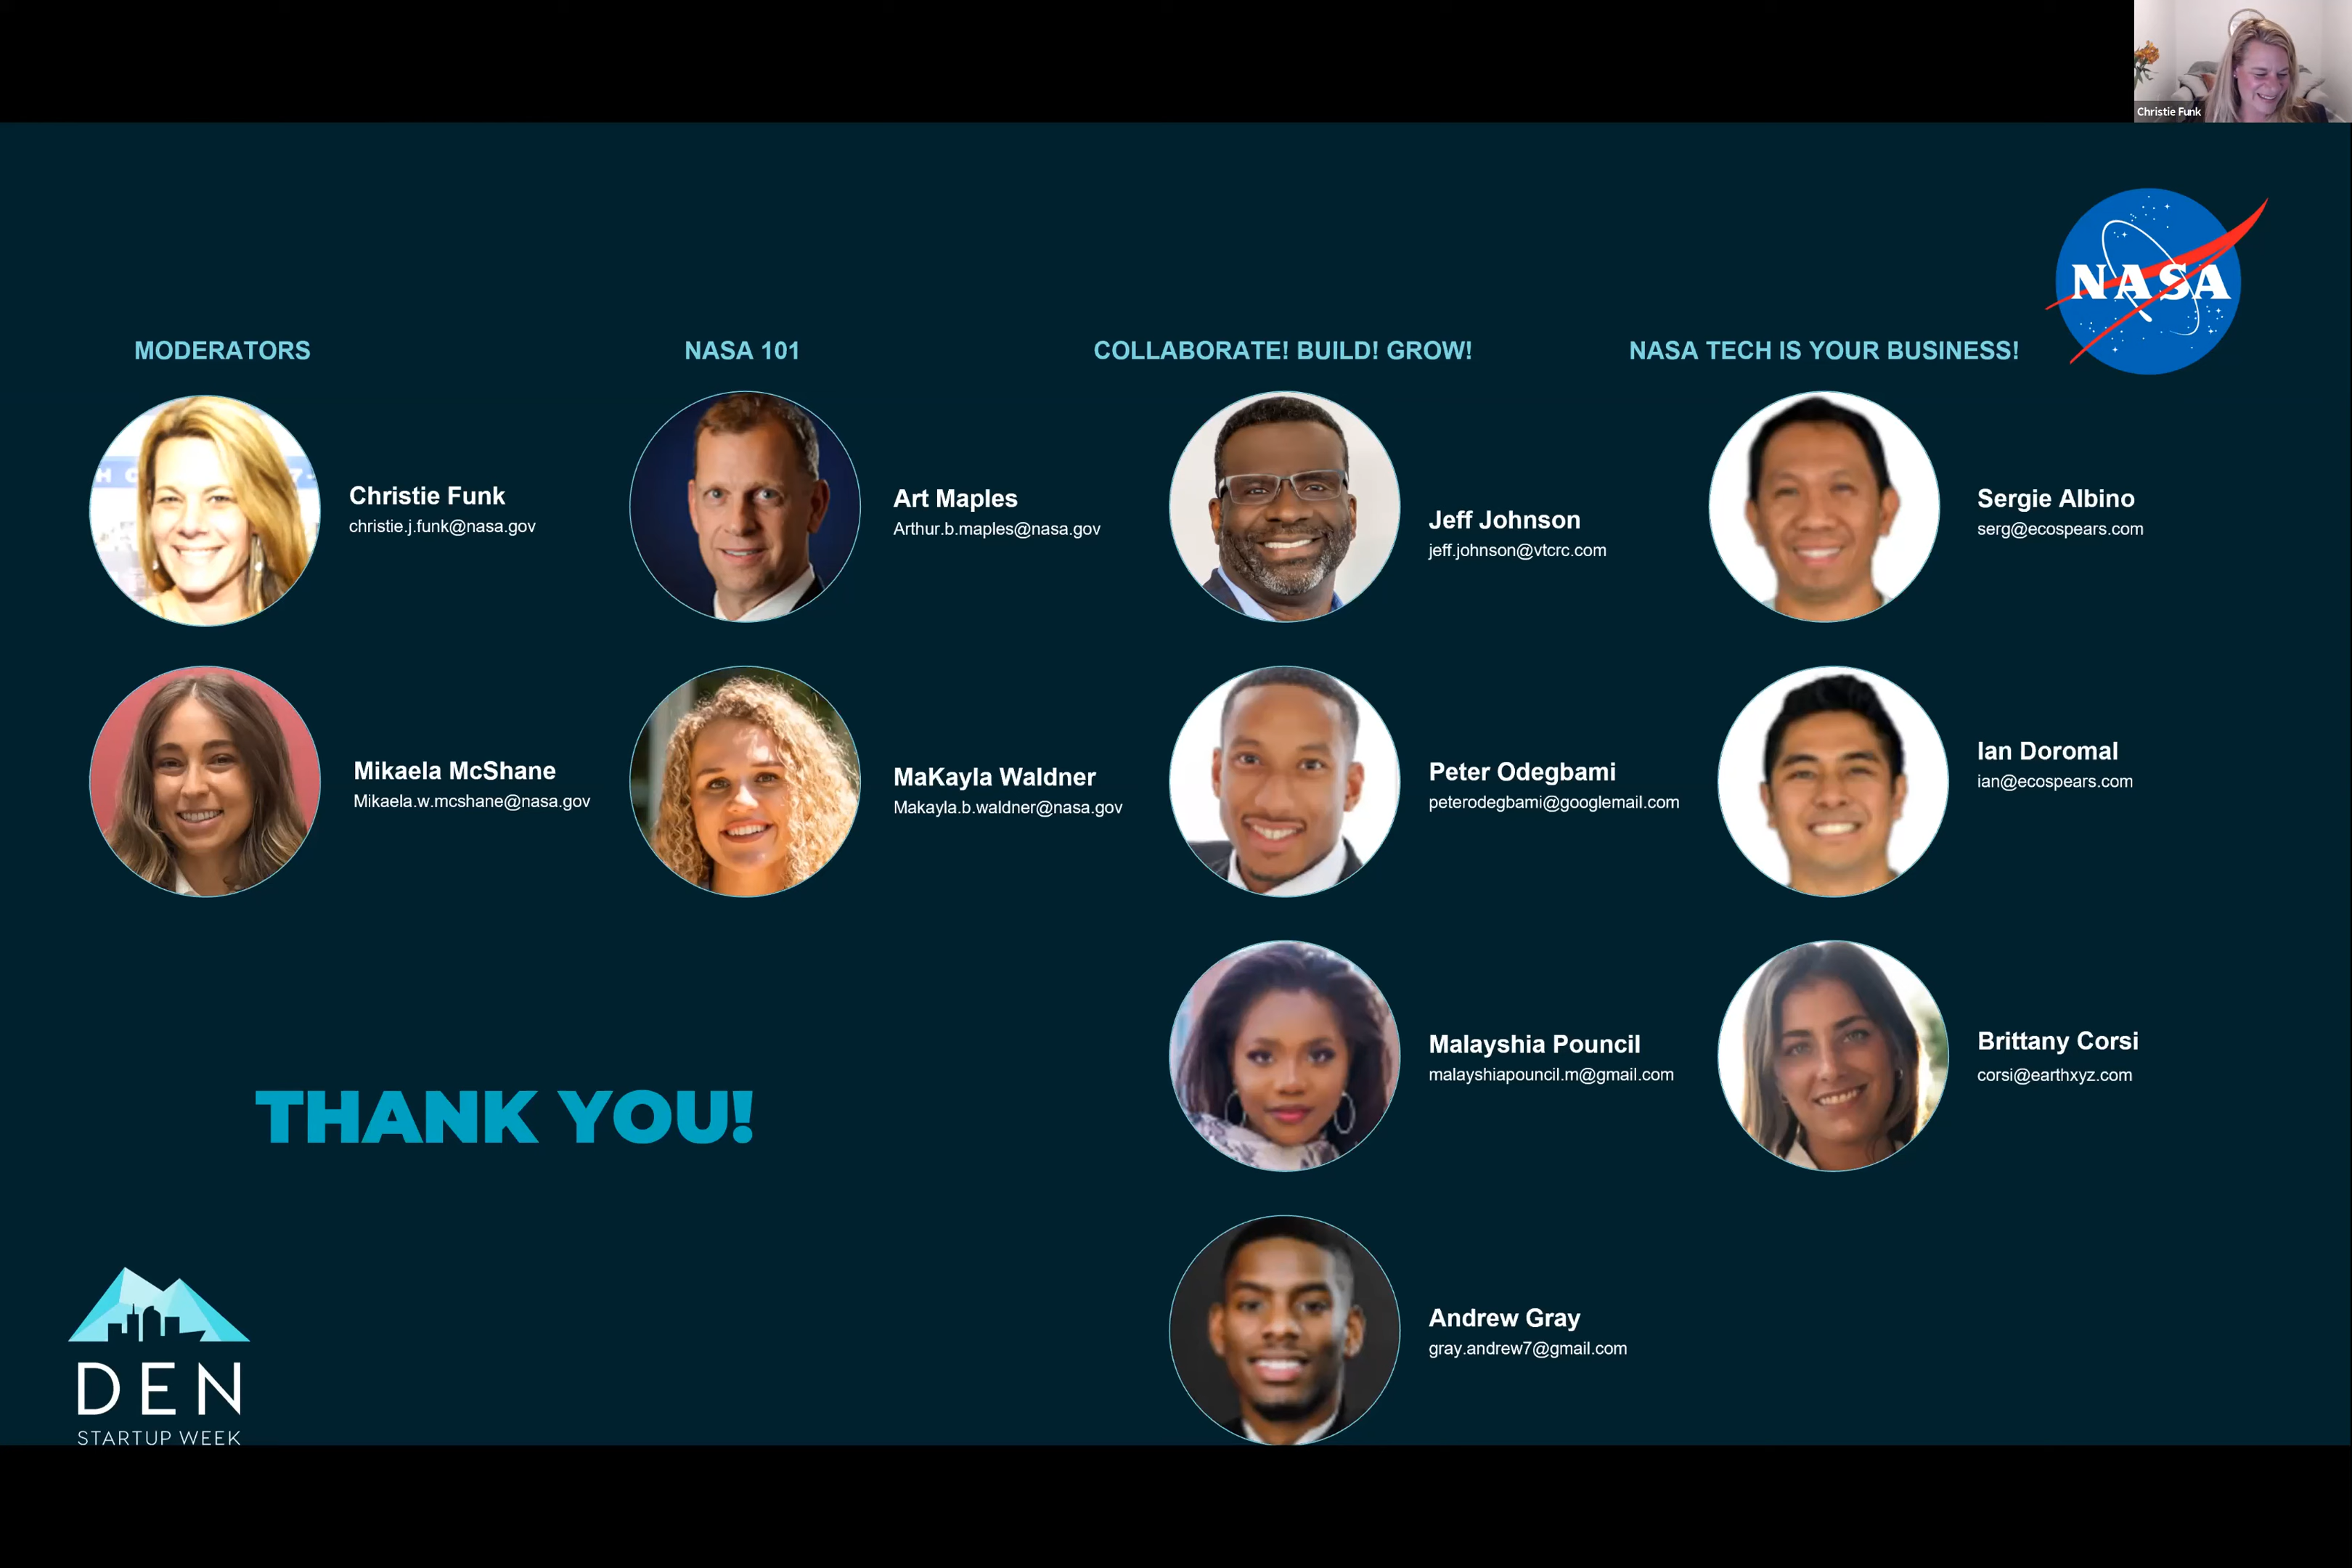 Christie Funk
NASA
MODERATORS
Christie Funk
christie.j.funk@nasa.gov
Mikaela McShane
Mikaela.w.mcshane@nasa.gov
NASA 101
Art Maples
Arthur.b.maples@nasa.gov
MaKayla Waldner
Makayla.b.waldner@nasa.gov
COLLABORATE! BUILD! GROW!
Jeff Johnson
jeff.johnson@vtcrc.com
Peter Odegbami
peterodegbami@googlemail.com
Malayshia Pouncil
malayshiapouncil.m@gmail.com
Andrew Gray
gray.andrew7@gmail.com
NASA TECH IS YOUR BUSINESS!
Sergie Albino
serg@ecospears.com
Ian Doromal
ian@ecospears.com
Brittany Corsi
corsi@earthxyz.com
THANK YOU!
DEN
STARTUP WEEK